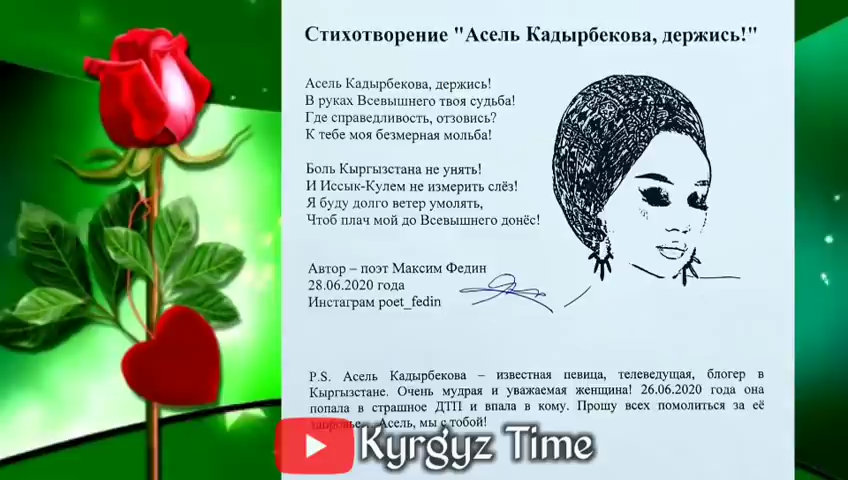 Стихотворение "Асель Кадырбекова, держись!"
Асель Кадырбекова, держись!
В руках Всевышнего твоя судьба!
Где справедливость, отзовись?
К тебе моя безмерная мольба!
Боль Кыргызстана не унять!
И Иссык-Кулем не измерить слёз!
Я буду долго ветер умолять,
Чтоб плач мой до Всевышнего донёс!
Автор – поэт Максим Федин
28.06.2020 года
Инстаграм poet_fedin
P.S. Асель Кадырбекова – известная певица, телеведущая, блогер в
Кыргызстане. Очень мудрая и уважаемая женщина! 26.06.2020 года она
попала в страшное ДТП и впала в кому. Прошу всех помолиться за её
здоровье... Асель, мы с тобой!
Kyrgyz Time